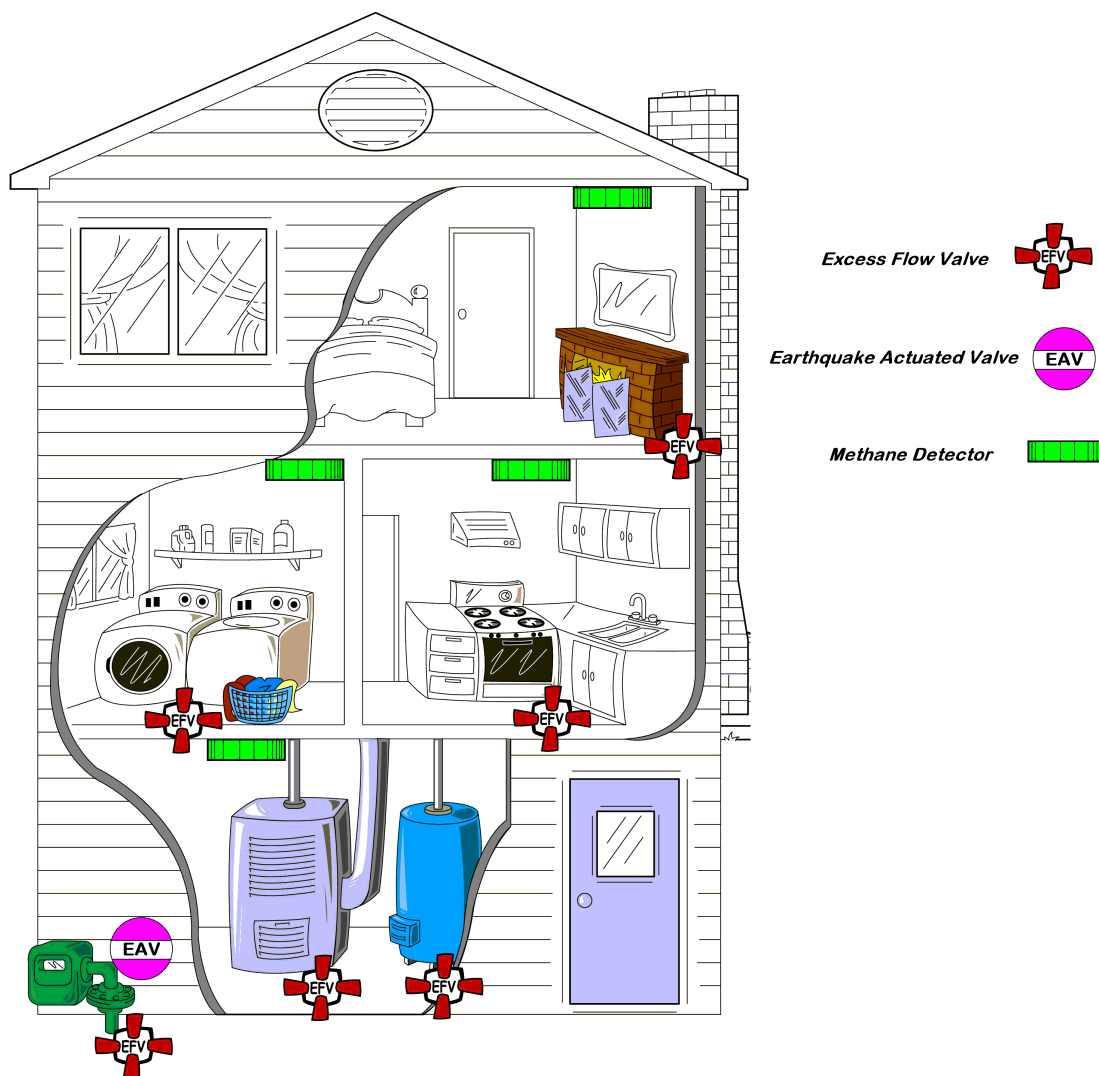 Excess Flow Valve
EFV
Earthquake Actuated Valve
EAV
Methane Detector
EFV
EFV
EFV
EAV
EFV
EFV
EFV